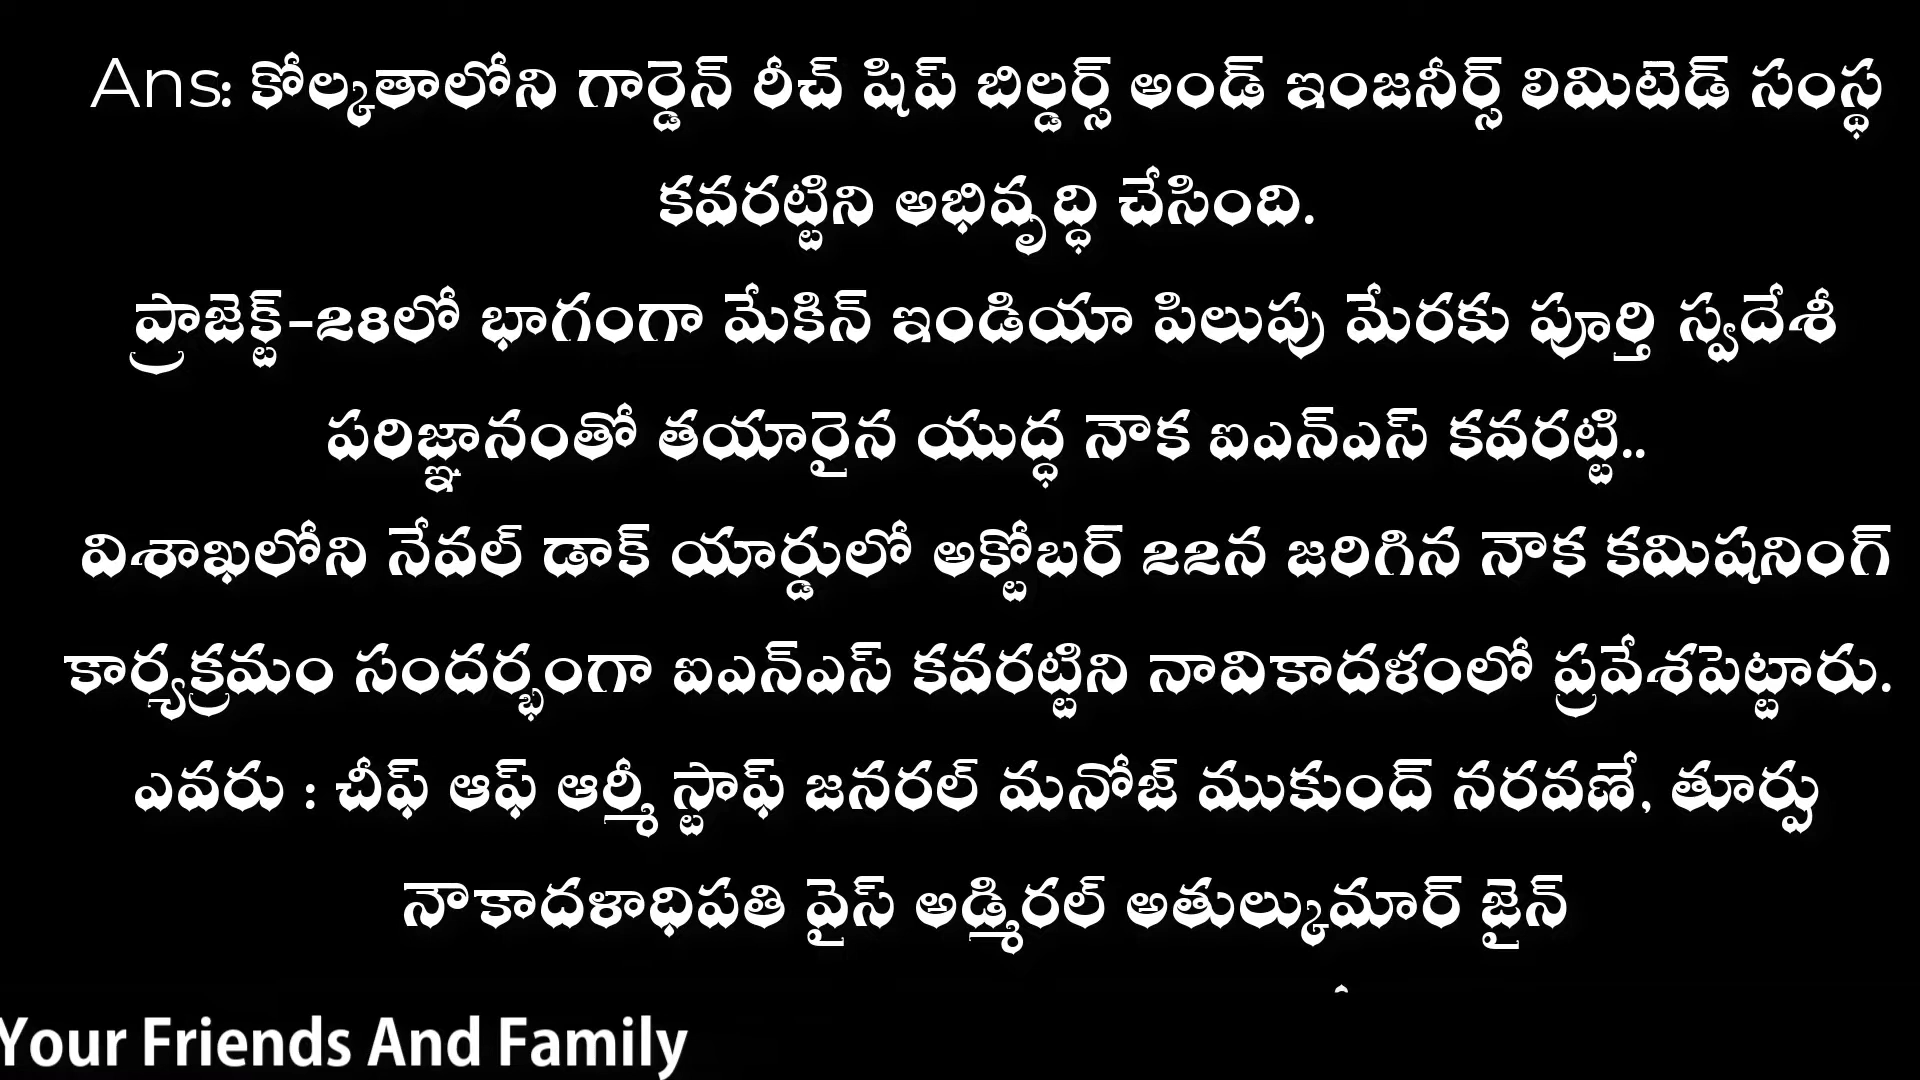 Ans: కోల్కతాలోని గార్డెన్ రీచ్ షిప్ బిల్డర్స్ అండ్ ఇంజనీర్స్ లిమిటెడ్ సంస్థ
కవరట్టిని అభివృద్ధి చేసింది.
ప్రాజెక్ట్-28లో భాగంగా మేకిన్ ఇండియా పిలుపు మేరకు పూర్తి స్వదేశీ
పరిజ్ఞానంతో తయారైన యుద్ధ నౌక ఐఎన్ఎస్ కవరట్టి..
విశాఖలోని నేవల్ డాక్ యార్డులో అక్టోబర్ 22న జరిగిన నౌక కమిషనింగ్
కార్యక్రమం సందర్భంగా ఐఎన్ఎస్ కవరట్టిని నావికాదళంలో ప్రవేశపెట్టారు.
ఎవరు : చీఫ్ ఆఫ్ ఆర్మీ స్టాఫ్ జనరల్ మనోజ్ ముకుంద్ నరవణే, తూర్పు
నౌకాదళాధిపతి వైస్ అడ్మిరల్ అతుల్కుమార్ జైన్
Your Friends And Family